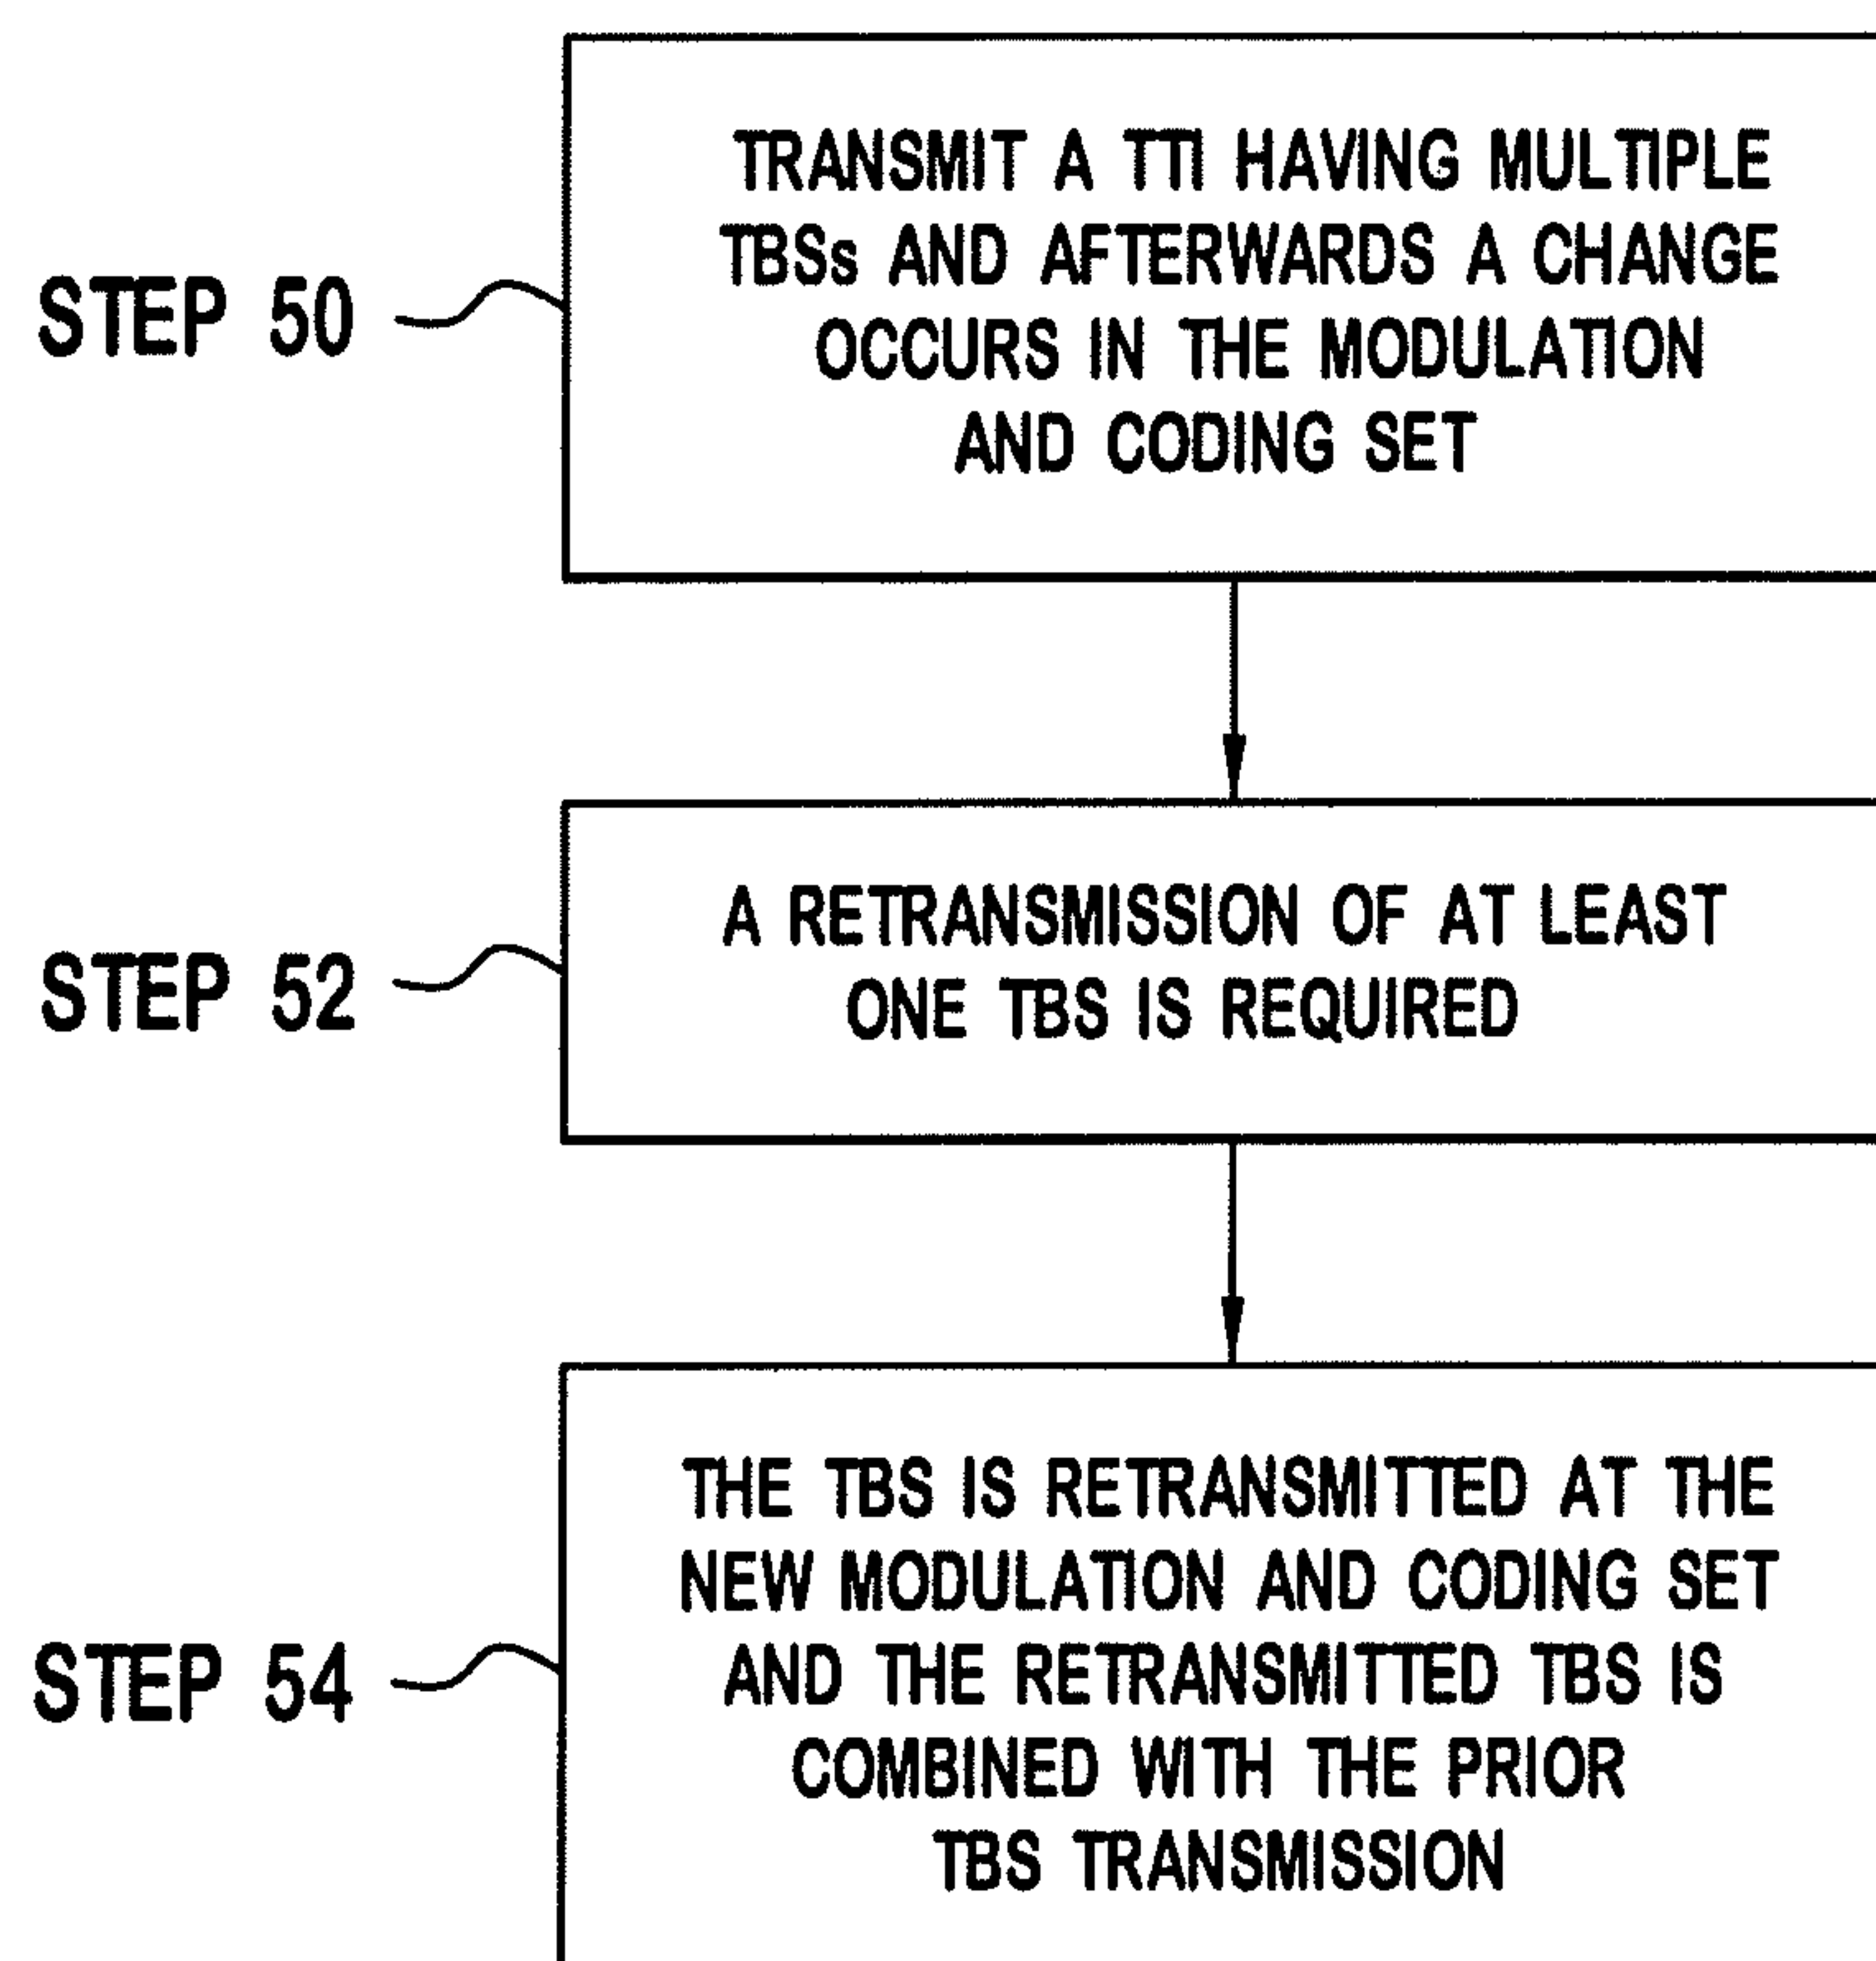 STEP 50
TRANSMIT A TTI HAVING MULTIPLE
TBSs AND AFTERWARDS A CHANGE
OCCURS IN THE MODULATION
AND CODING SET
STEP 52
A RETRANSMISSION OF AT LEAST
ONE TBS IS REQUIRED
STEP 54
THE TBS IS RETRANSMITTED AT THE
NEW MODULATION AND CODING SET
AND THE RETRANSMITTED TBS IS
COMBINED WITH THE PRIOR
TBS TRANSMISSION